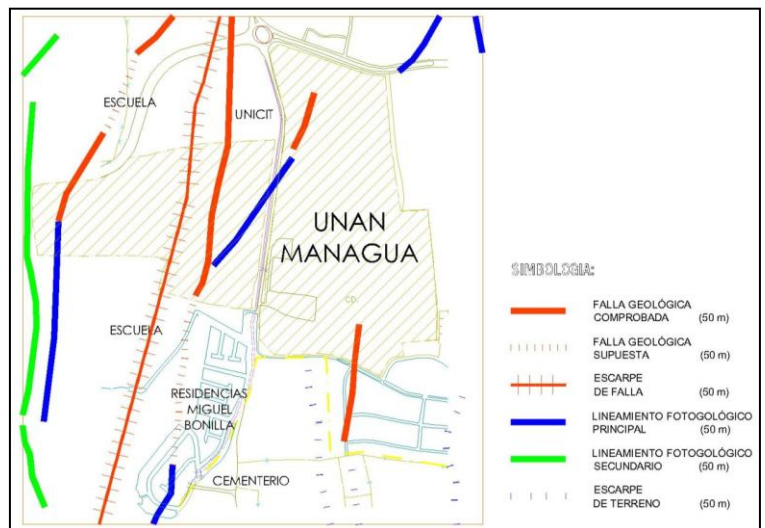 ESCUELA
UNICIT
UNAN
MANAGUA
CD.
ESCUELA
RESIDENCIAS
MIGUEL
BONILLA
CEMENTERIO
SIMBOLOGIA:
FALLA GEOLÓGICA
COMPROBADA (50 m)
FALLA GEOLÓGICA
SUPUESTA (50 m)
ESCARPE
DE FALLA (50 m)
LINEAMIENTO FOTOGOLÓGICO
PRINCIPAL (50 m)
LINEAMIENTO FOTOGOLÓGICO
SECUNDARIO (50 m)
ESCARPE
DE TERRENO (50 m)